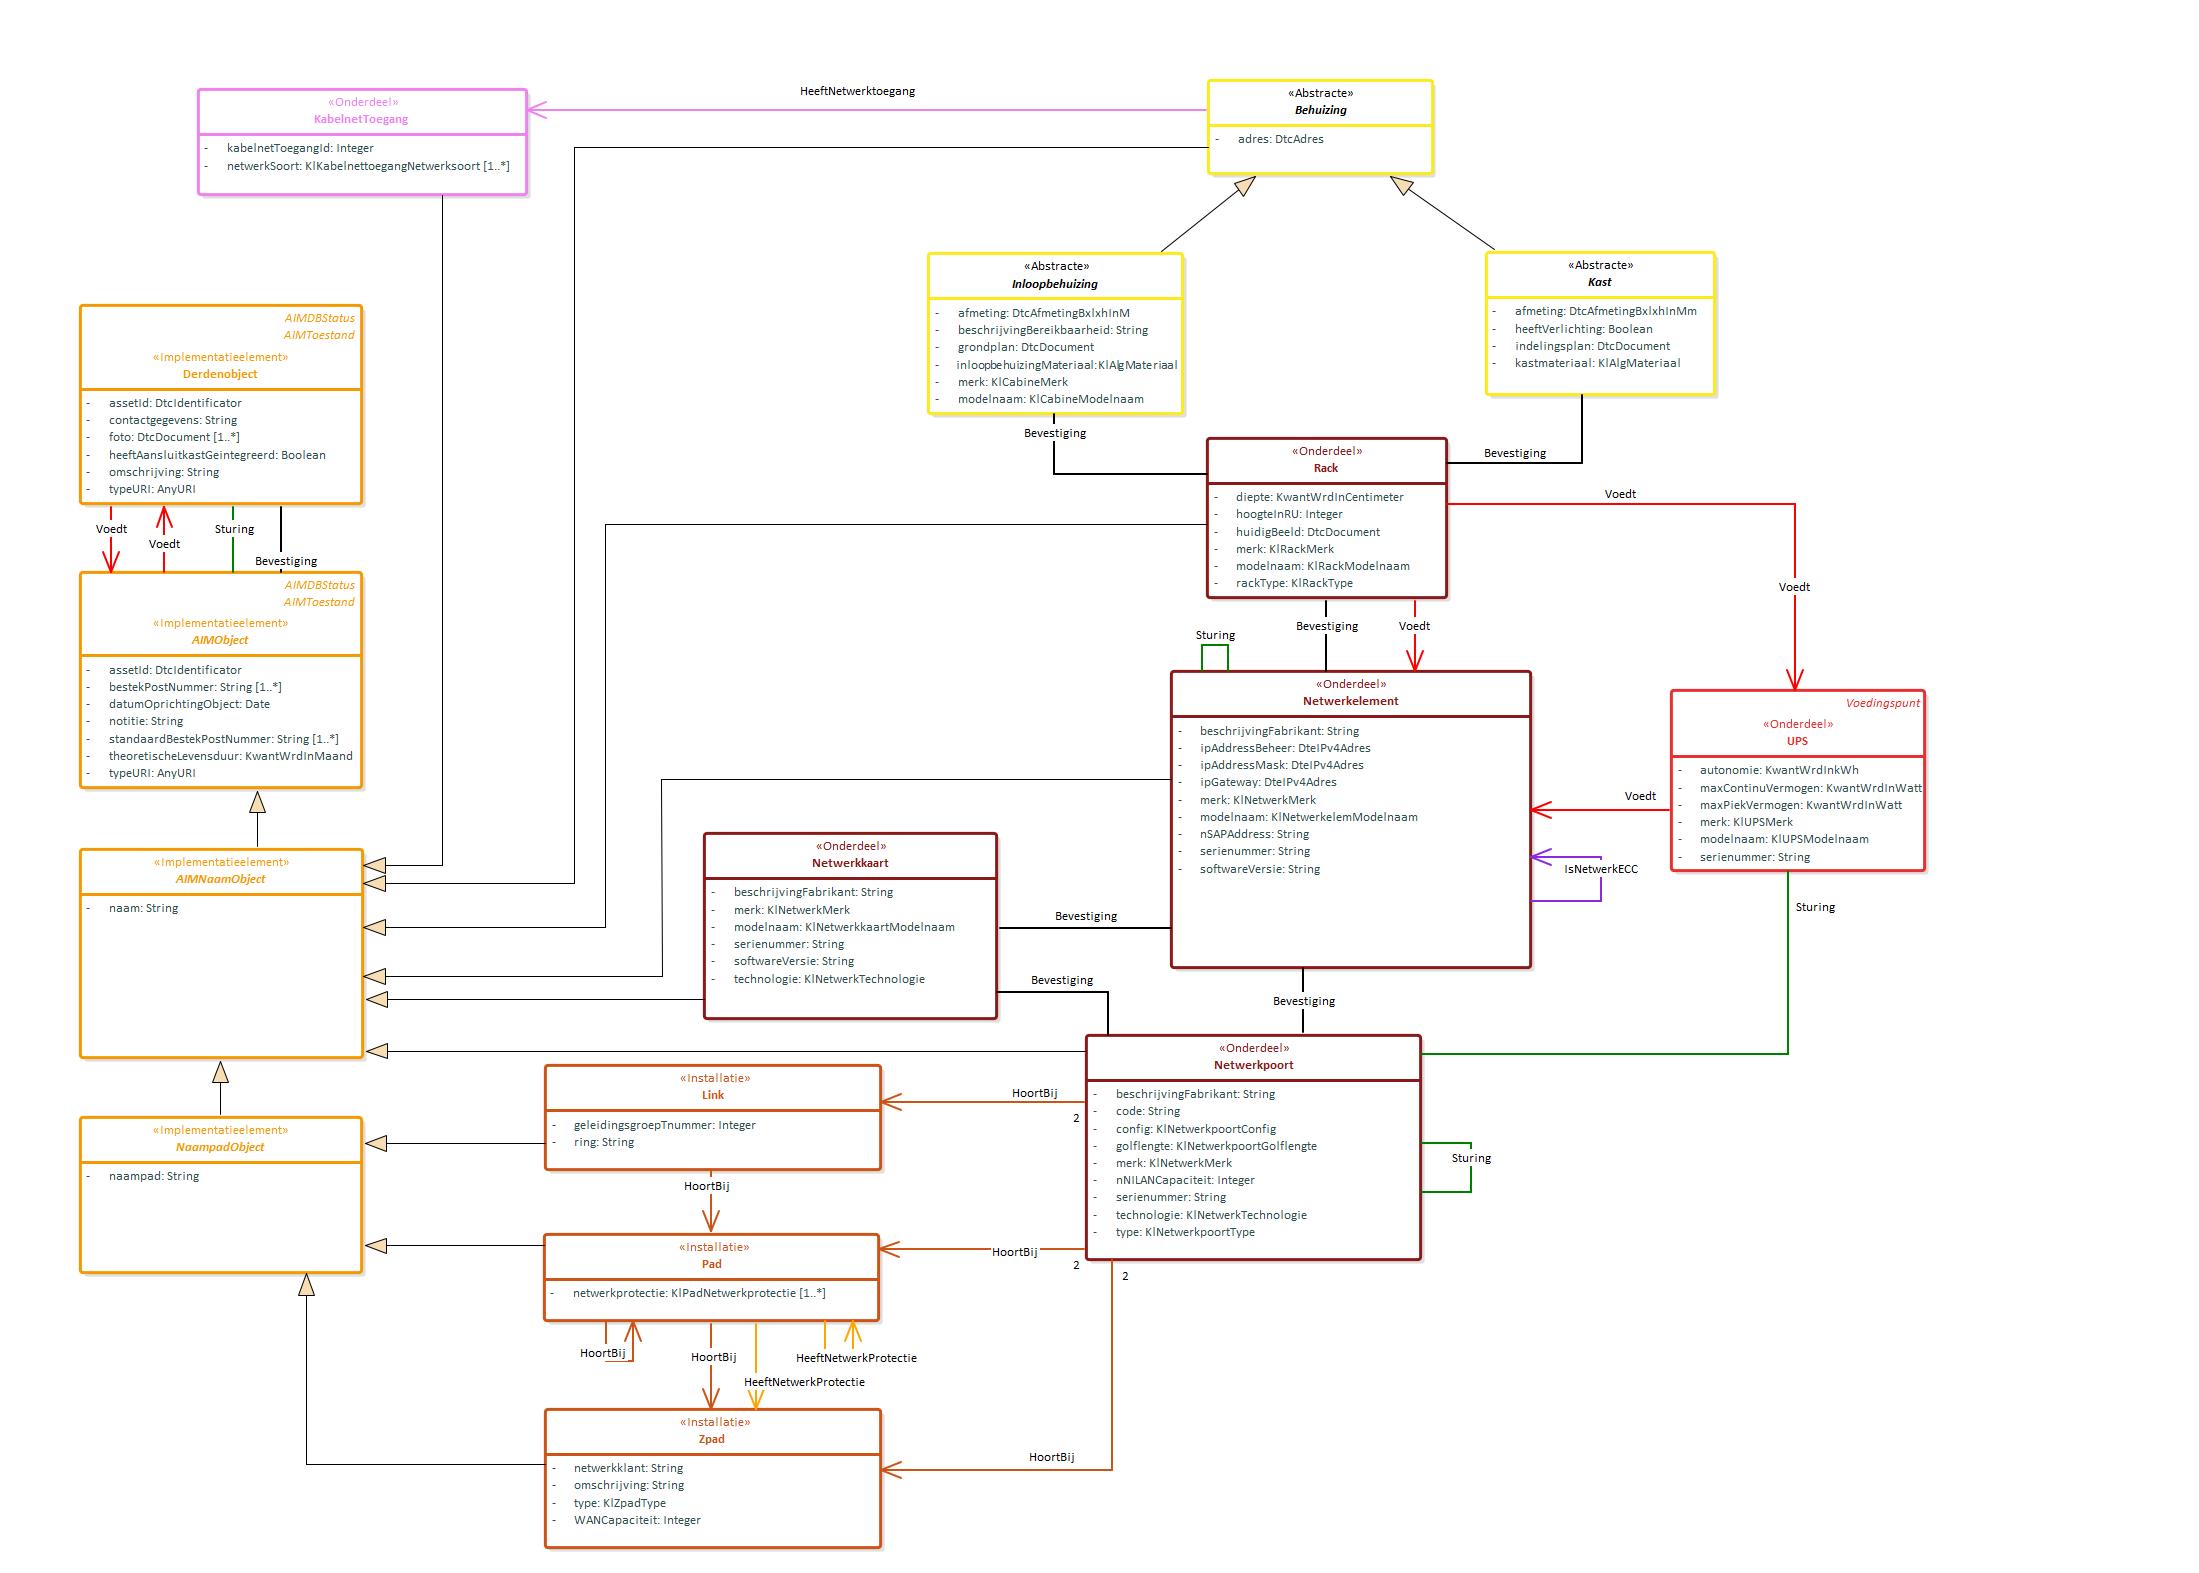 HeeftNetwerktoegang
«Onderdeel»
KabelnetToegang
- kabelnetToegangId: Integer
- netwerkSoort: KlKabelnettoegangNetwerksoort [1..*]
«Abstracte»
Behuizing
- adres: DtcAdres
«Abstracte»
Inloopbehuizing
- afmeting: DtcAfmetingBxlxhInM
- beschrijvingBereikbaarheid: String
- grondplan: DtcDocument
- inloopbehuizingMateriaal:KlAlgMateriaal
- merk: KlCabineMerk
- modelnaam: KlCabineModelnaam
«Abstracte»
Kast
- afmeting: DtcAfmetingBxlxhInMm
- heeftVerlichting: Boolean
- indelingsplan: DtcDocument
- kastmateriaal: KlAlgMateriaal
AIMDBStatus
AIMToestand
«Implementatieelement»
Derdenobject
- assetId: DtcIdentificator
- contactgegevens: String
- foto: DtcDocument [1..*]
- heeftAansluitkastGeintegreerd: Boolean
- omschrijving: String
- typeURI: AnyURI
Voedt
Voedt
Sturing
Bevestiging
AIMDBStatus
AIMToestand
«Implementatieelement»
AIMObject
- assetId: DtcIdentificator
- bestekPostNummer: String [1..*]
- datumOprichtingObject: Date
- notitie: String
- standaardBestekPostNummer: String [1..*]
- theoretischeLevensduur: KwantWrdInMaand
- typeURI: AnyURI
Bevestiging
Bevestiging
«Onderdeel»
Rack
- diepte: KwantWrdInCentimeter
- hoogteInRU: Integer
- huidigBeeld: DtcDocument
- merk: KlRackMerk
- modelnaam: KlRackModelnaam
- rackType: KlRackType
Voedt
Voedt
Bevestiging
Voedt
Sturing
«Onderdeel»
Netwerkelement
- beschrijvingFabrikant: String
- ipAddressBeheer: DteIPv4Adres
- ipAddressMask: DteIPv4Adres
- ipGateway: DteIPv4Adres
- merk: KlNetwerkMerk
- modelnaam: KlNetwerkelemModelnaam
- nSAPAddress: String
- serienummer: String
- softwareVersie: String
Voedingspunt
«Onderdeel»
UPS
- autonomie: KwantWrdInkWh
- maxContinuVermogen: KwantWrdInWatt
- maxPiekVermogen: KwantWrdInWatt
- merk: KlUPSMerk
- modelnaam: KlUPSModelnaam
- serienummer: String
Voedt
IsNetwerkECC
Sturing
«Implementatieelement»
AIMNaamObject
- naam: String
«Onderdeel»
Netwerkkaart
- beschrijvingFabrikant: String
- merk: KlNetwerkMerk
- modelnaam: KlNetwerkkaartModelnaam
- serienummer: String
- softwareVersie: String
- technologie: KlNetwerkTechnologie
Bevestiging
Bevestiging
Bevestiging
«Onderdeel»
Netwerkpoort
- beschrijvingFabrikant: String
- code: String
- config: KlNetwerkpoortConfig
- golflengte: KlNetwerkpoortGolflengte
- merk: KlNetwerkMerk
- nNILANCapaciteit: Integer
- serienummer: String
- technologie: KlNetwerkTechnologie
- type: KlNetwerkpoortType
Sturing
«Installatie»
Link
- geleidingsgroepTnummer: Integer
- ring: String
HoortBij
2
«Implementatieelement»
NaampadObject
- naampad: String
HoortBij
«Installatie»
Pad
- netwerkprotectie: KlPadNetwerkprotectie [1..*]
HoortBij
2
2
HoortBij
HoortBij
HeeftNetwerkProtectie
HeeftNetwerkProtectie
«Installatie»
Zpad
- netwerkklant: String
- omschrijving: String
- type: KlZpadType
- WANCapaciteit: Integer
HoortBij